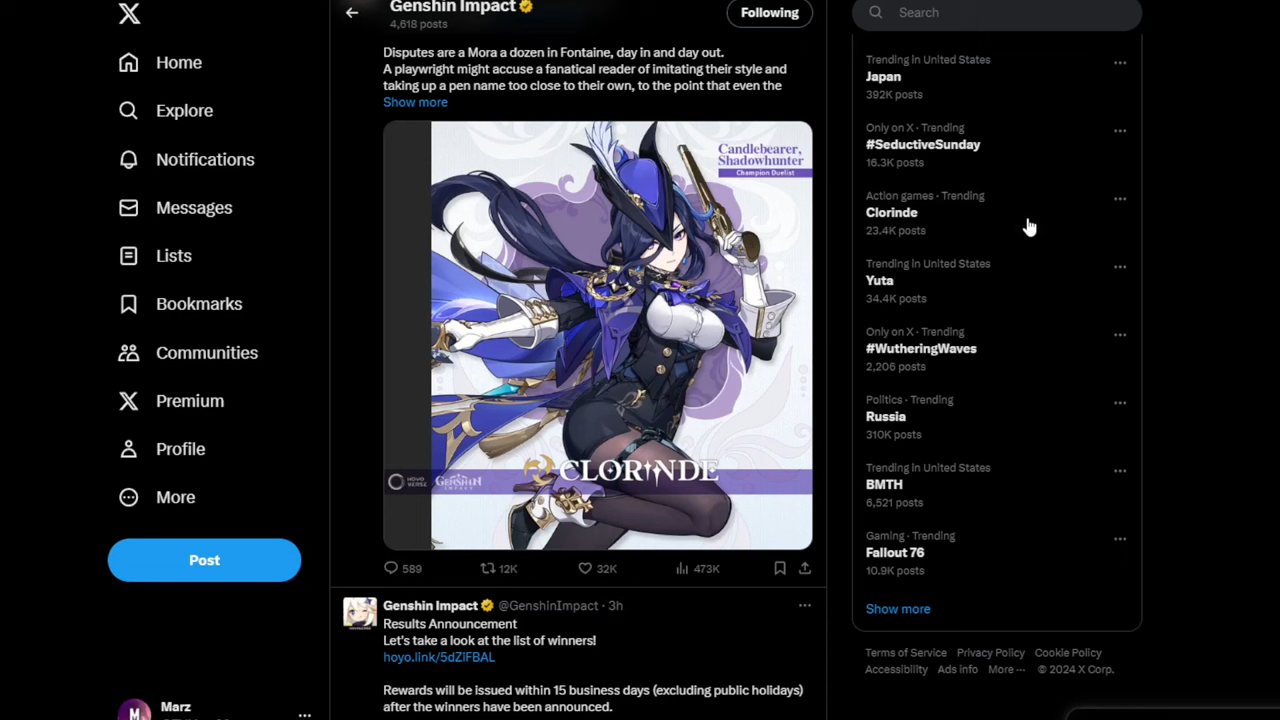 Home
Explore
Notifications
Messages
Lists
Bookmarks
Communities
Premium
Profile
More
Post
Marz
Genshin Impact
4,618 posts
Following
Disputes are a Mora a dozen in Fontaine, day in and day out.
A playwright might accuse a fanatical reader of imitating their style and
taking up a pen name too close to their own, to the point that even the
Show more
Candlebearer,
Shadowhunter
Champion Duelist
HOYOVERSE GENSHIN IMPACT
CLORINDE
589 12K 32K 473K
Genshin Impact @GenshinImpact · 3h
Results Announcement
Let's take a look at the list of winners!
hoyo.link/5dZiFBAL
Rewards will be issued within 15 business days (excluding public holidays)
after the winners have been announced.
Search
Trending in United States
Japan
392K posts
Only on X · Trending
#SeductiveSunday
16.3K posts
Action games · Trending
Clorinde
23.4K posts
Trending in United States
Yuta
34.4K posts
Only on X · Trending
#WutheringWaves
2,206 posts
Politics · Trending
Russia
310K posts
Trending in United States
BMTH
6,521 posts
Gaming · Trending
Fallout 76
10.9K posts
Show more
Terms of Service Privacy Policy Cookie Policy
Accessibility Ads info More ··· © 2024 X Corp.